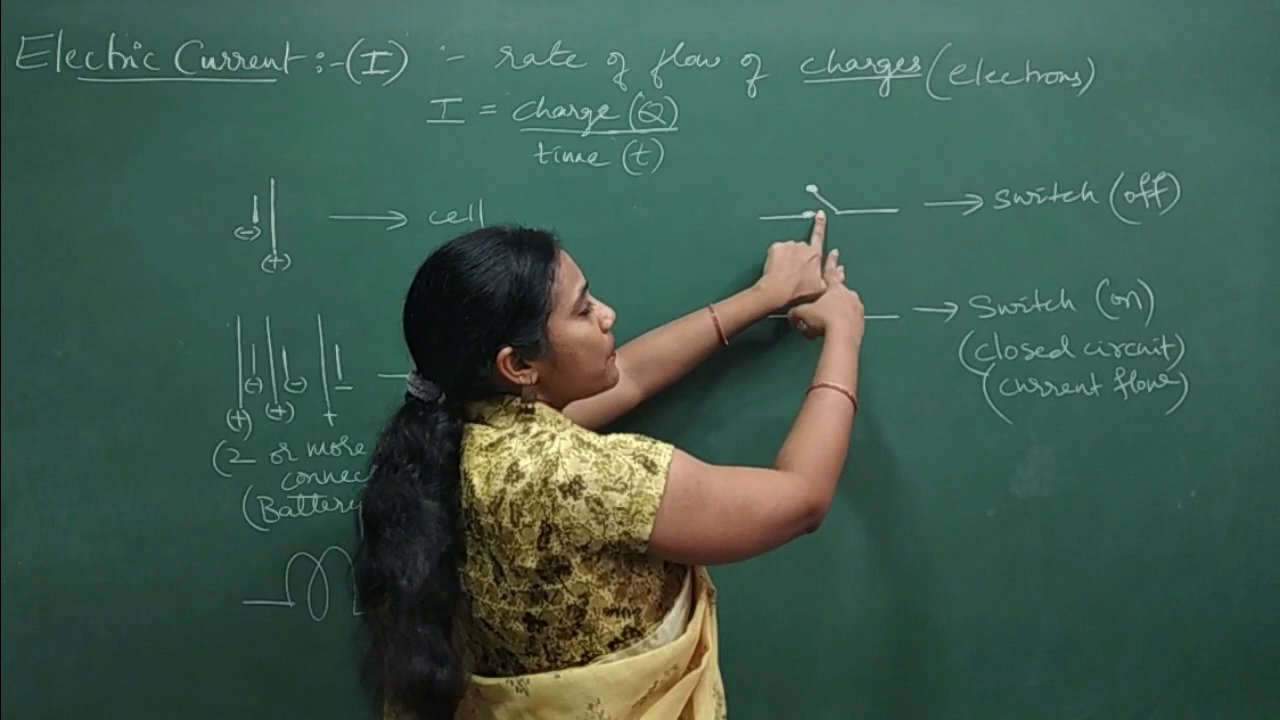 Electric Current :- (I) :- rate of flow of charges (electrons)
I = charge (Q)
time (t)
(-)
(+)
cell
switch (off)
Switch (on)
(closed circuit)
(current flow)
(-) (-) -
(+) (+) +
(2 or more
connec
(Battery